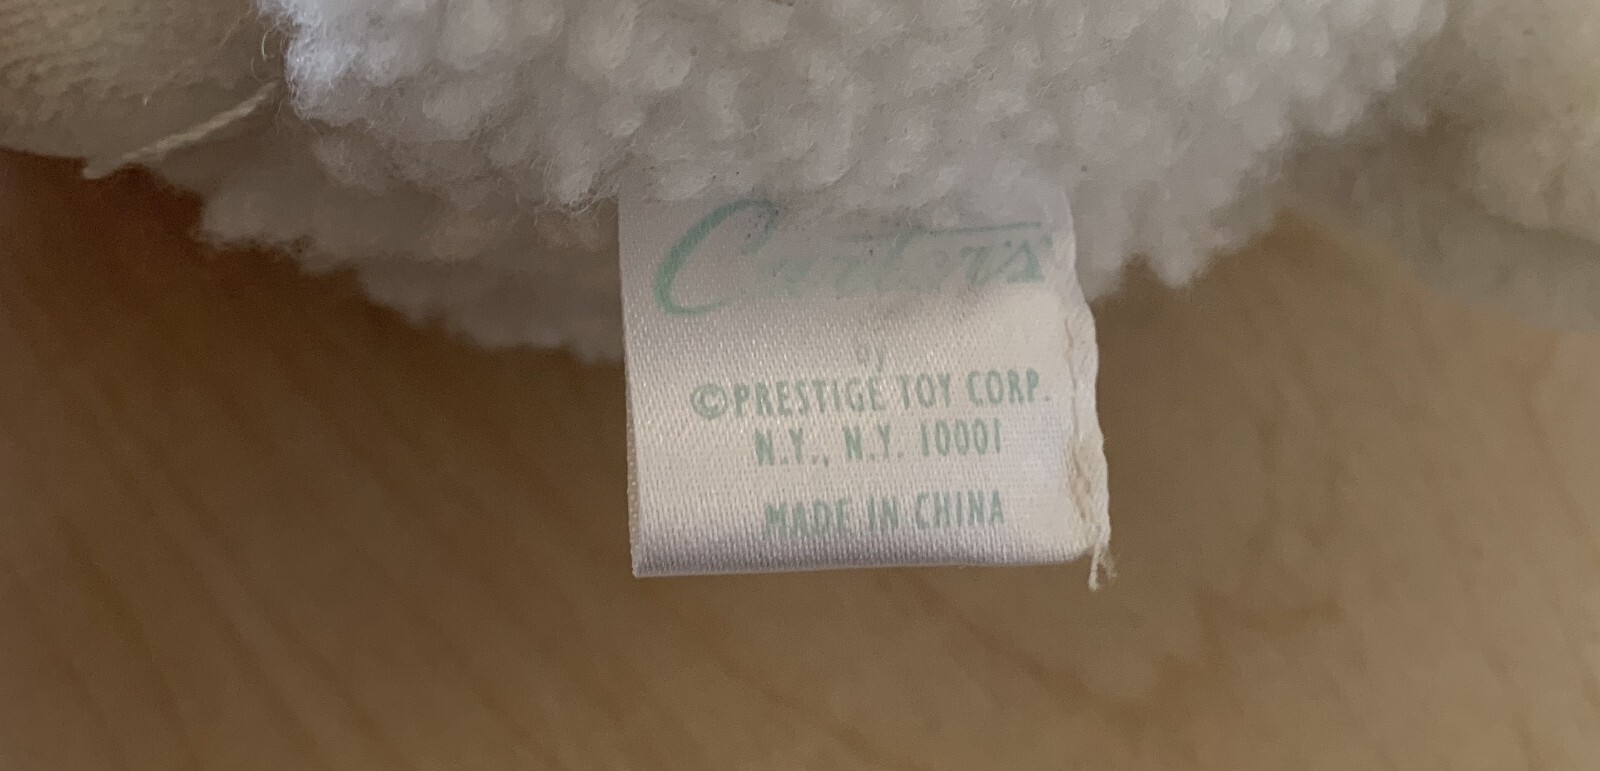 Carter's
by
©PRESTIGE TOY CORP.
N.Y., N.Y. 10001
MADE IN CHINA